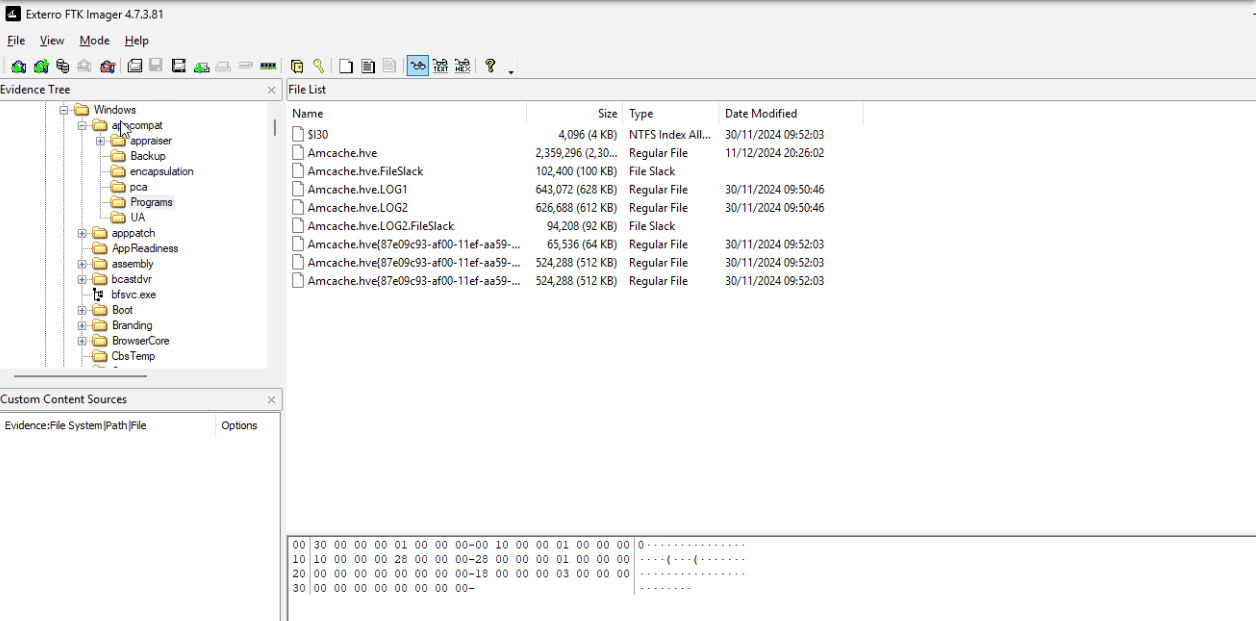 Exterro FTK Imager 4.7.3.81
File View Mode Help
Evidence Tree
Windows
appcompat
appraiser
Backup
encapsulation
pca
Programs
UA
apppatch
AppReadiness
assembly
bcastdvr
bfsvc.exe
Boot
Branding
BrowserCore
CbsTemp
Custom Content Sources
Evidence:File System|Path|File Options
File List
Name Size Type Date Modified
$I30 4,096 (4 KB) NTFS Index All... 30/11/2024 09:52:03
Amcache.hve 2,359,296 (2,30... Regular File 11/12/2024 20:26:02
Amcache.hve.FileSlack 102,400 (100 KB) File Slack
Amcache.hve.LOG1 643,072 (628 KB) Regular File 30/11/2024 09:50:46
Amcache.hve.LOG2 626,688 (612 KB) Regular File 30/11/2024 09:50:46
Amcache.hve.LOG2.FileSlack 94,208 (92 KB) File Slack
Amcache.hve{87e09c93-af00-11ef-aa59-... 65,536 (64 KB) Regular File 30/11/2024 09:52:03
Amcache.hve{87e09c93-af00-11ef-aa59-... 524,288 (512 KB) Regular File 30/11/2024 09:52:03
Amcache.hve{87e09c93-af00-11ef-aa59-... 524,288 (512 KB) Regular File 30/11/2024 09:52:03
00 30 00 00 00 01 00 00 00-00 10 00 00 01 00 00 00 0···············
10 10 00 00 00 28 00 00 00-28 00 00 00 01 00 00 00 ····(···(·······
20 00 00 00 00 00 00 00 00-18 00 00 00 03 00 00 00 ················
30 00 00 00 00 00 00 00 00- ········